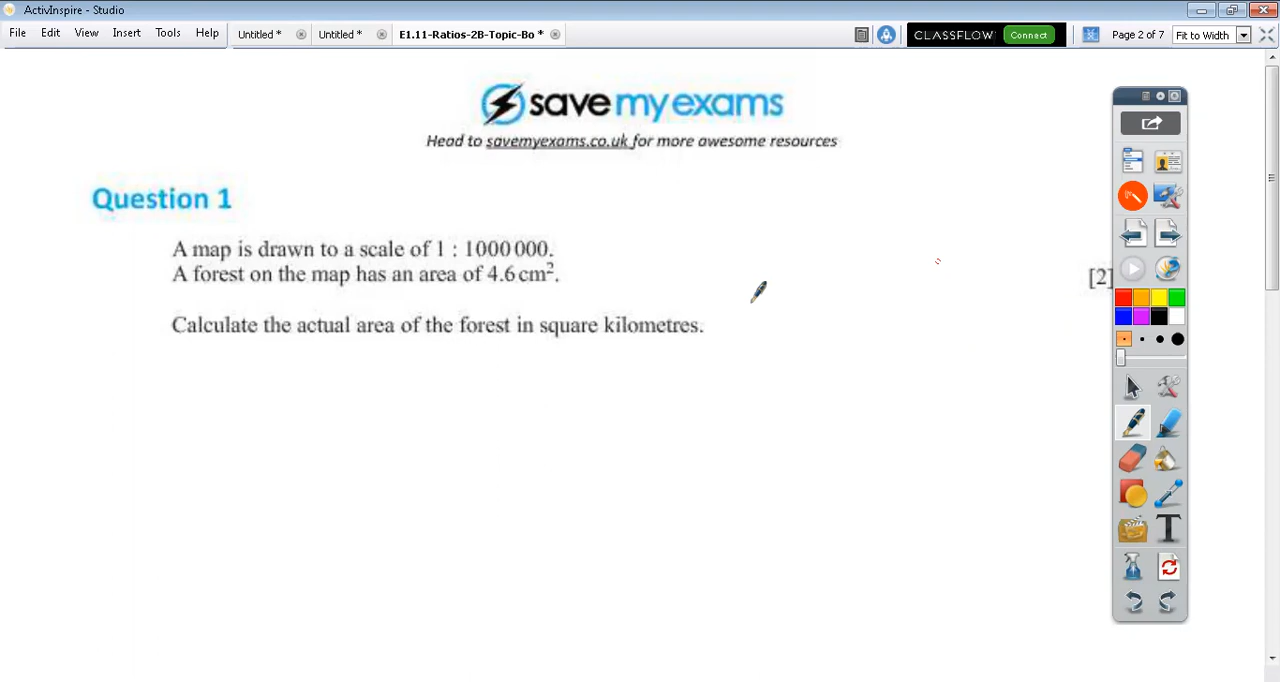 ActivInspire - Studio
File Edit View Insert Tools Help Untitled * Untitled * E1.11-Ratios-2B-Topic-Bo * CLASSFLOW Connect Page 2 of 7 Fit to Width
save my exams
Head to savemyexams.co.uk for more awesome resources
Question 1
A map is drawn to a scale of 1 : 1000 000.
A forest on the map has an area of 4.6 cm².
[2]
Calculate the actual area of the forest in square kilometres.